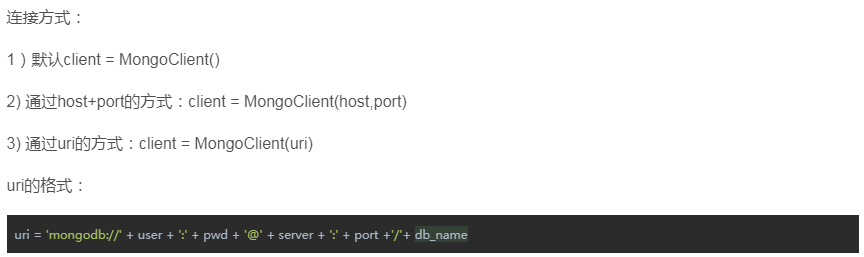 连接方式：
1）默认client = MongoClient()
2) 通过host+port的方式：client = MongoClient(host,port)
3) 通过uri的方式：client = MongoClient(uri)
uri的格式：
uri = 'mongodb://' + user + ':' + pwd + '@' + server + ':' + port +'/'+ db_name